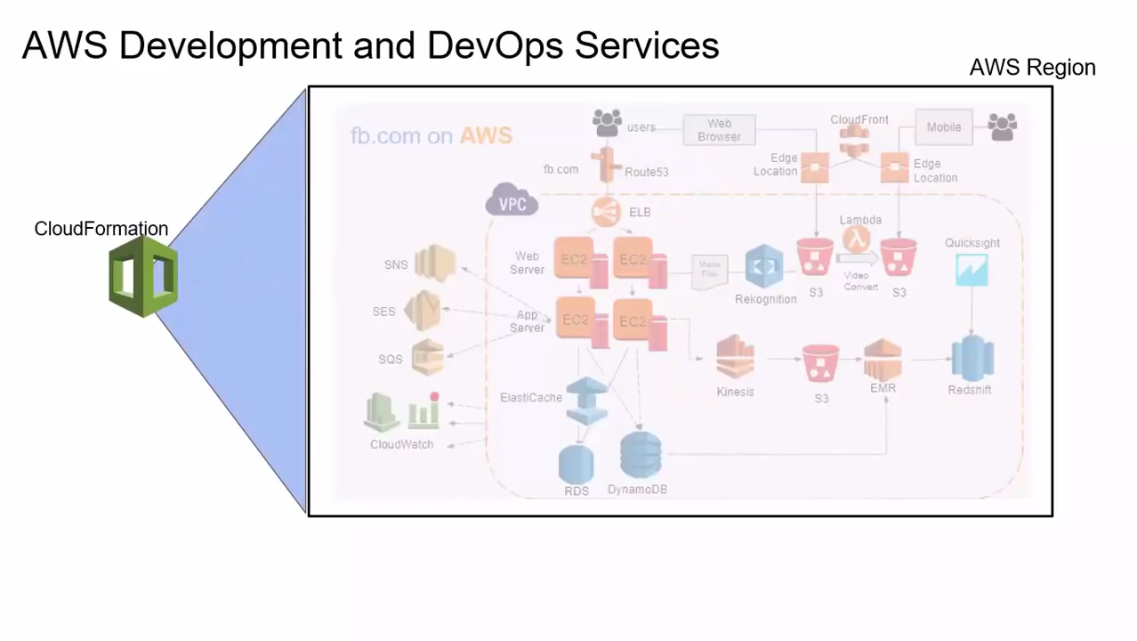 AWS Development and DevOps Services
AWS Region
CloudFormation
fb.com on AWS
users
Web
Browser
CloudFront
Mobile
fb.com
Route53
Edge
Location
Edge
Location
VPC
ELB
Lambda
Quicksight
SNS
Web
Server
EC2
EC2
Media
Files
Rekognition
S3
Video
Convert
S3
SES
App
Server
EC2
EC2
SQS
Kinesis
S3
EMR
Redshift
ElastiCache
CloudWatch
RDS
DynamoDB